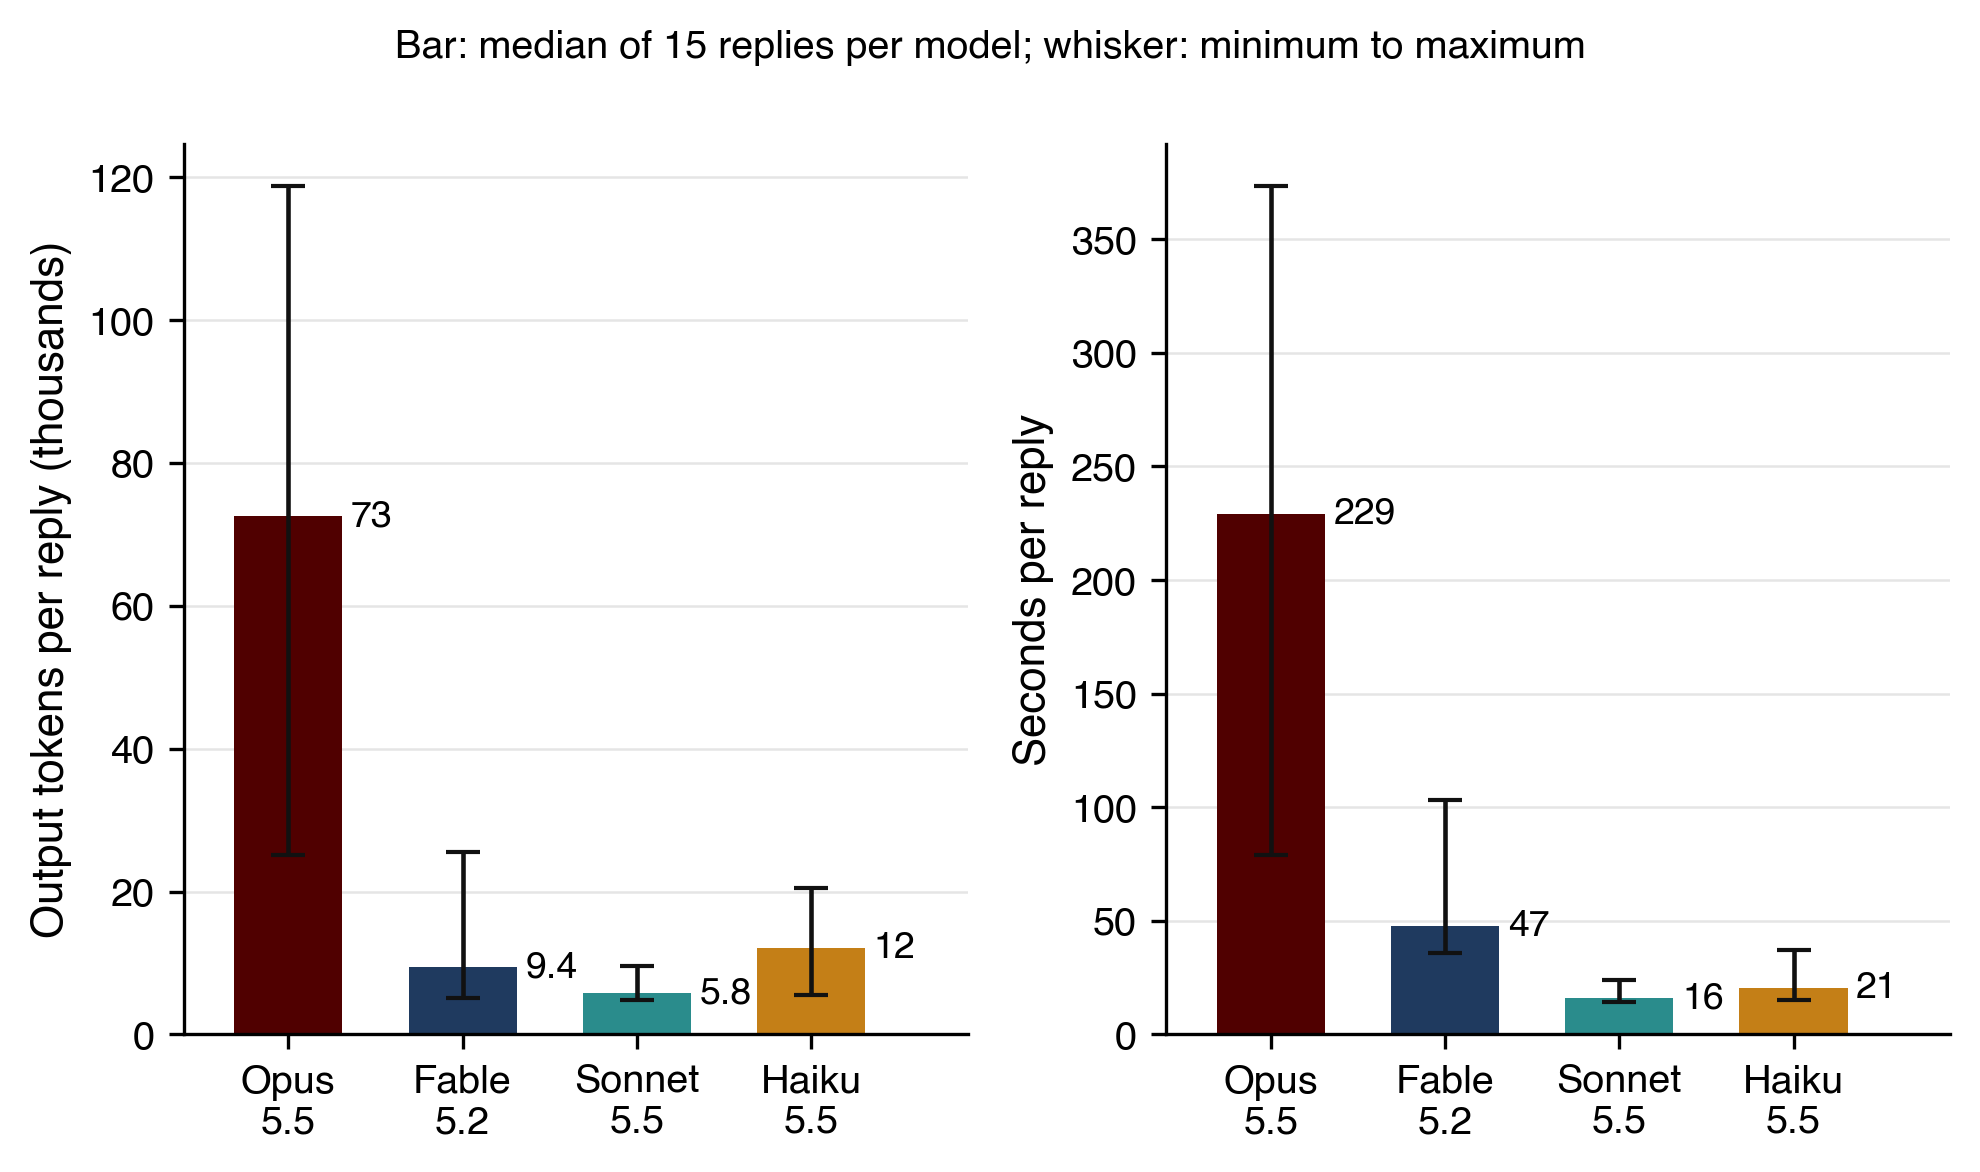 Bar: median of 15 replies per model; whisker: minimum to maximum
Output tokens per reply (thousands)
120
100
80
60
40
20
0
73
9.4
5.8
12
Opus
5.5
Fable
5.2
Sonnet
5.5
Haiku
5.5
Seconds per reply
350
300
250
200
150
100
50
0
229
47
16
21
Opus
5.5
Fable
5.2
Sonnet
5.5
Haiku
5.5